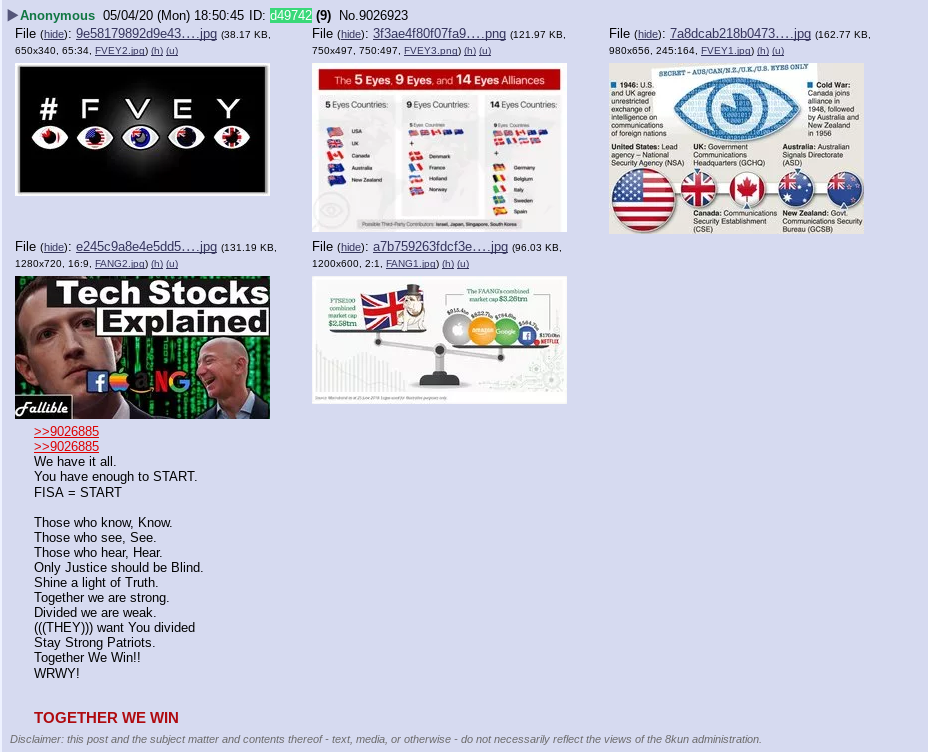 Anonymous 05/04/20 (Mon) 18:50:45 ID: d49742 (9) No.9026923
File (hide): 9e58179892d9e43….jpg (38.17 KB, 650x340, 65:34, FVEY2.jpg) (h) (u)
# F V E Y
File (hide): 3f3ae4f80f07fa9….png (121.97 KB, 750x497, 750:497, FVEY3.png) (h) (u)
The 5 Eyes, 9 Eyes, and 14 Eyes Alliances
5 Eyes Countries:
USA
UK
Canada
Australia
New Zealand
9 Eyes Countries:
5 Eyes Countries
+
Denmark
France
Holland
Norway
14 Eyes Countries:
9 Eyes Countries
+
Germany
Belgium
Italy
Sweden
Spain
Possible Third-Party Contributors: Israel, Japan, Singapore, South Korea
File (hide): 7a8dcab218b0473….jpg (162.77 KB, 980x656, 245:164, FVEY1.jpg) (h) (u)
SECRET – AUS/CAN/N.Z./U.K./U.S. EYES ONLY
1946: U.S.
and UK agree
unrestricted
exchange of
intelligence on
communications
of foreign nations
Cold War:
Canada joins
alliance in
1948, followed
by Australia and
New Zealand
in 1956
United States: Lead
agency – National
Security Agency (NSA)
UK: Government
Communications
Headquarters (GCHQ)
Australia: Australian
Signals Directorate
(ASD)
Canada: Communications
Security Establishment
(CSE)
New Zealand: Govt.
Communications Security
Bureau (GCSB)
File (hide): e245c9a8e4e5dd5….jpg (131.19 KB, 1280x720, 16:9, FANG2.jpg) (h) (u)
Tech Stocks
Explained
Fallible
File (hide): a7b759263fdcf3e….jpg (96.03 KB, 1200x600, 2:1, FANG1.jpg) (h) (u)
FTSE100
combined
market cap
$2.58trn
The FAANG's combined
market cap $3.26trn
amazon
Google
NETFLIX
>>9026885
>>9026885
We have it all.
You have enough to START.
FISA = START
Those who know, Know.
Those who see, See.
Those who hear, Hear.
Only Justice should be Blind.
Shine a light of Truth.
Together we are strong.
Divided we are weak.
(((THEY))) want You divided
Stay Strong Patriots.
Together We Win!!
WRWY!
TOGETHER WE WIN
Disclaimer: this post and the subject matter and contents thereof - text, media, or otherwise - do not necessarily reflect the views of the 8kun administration.